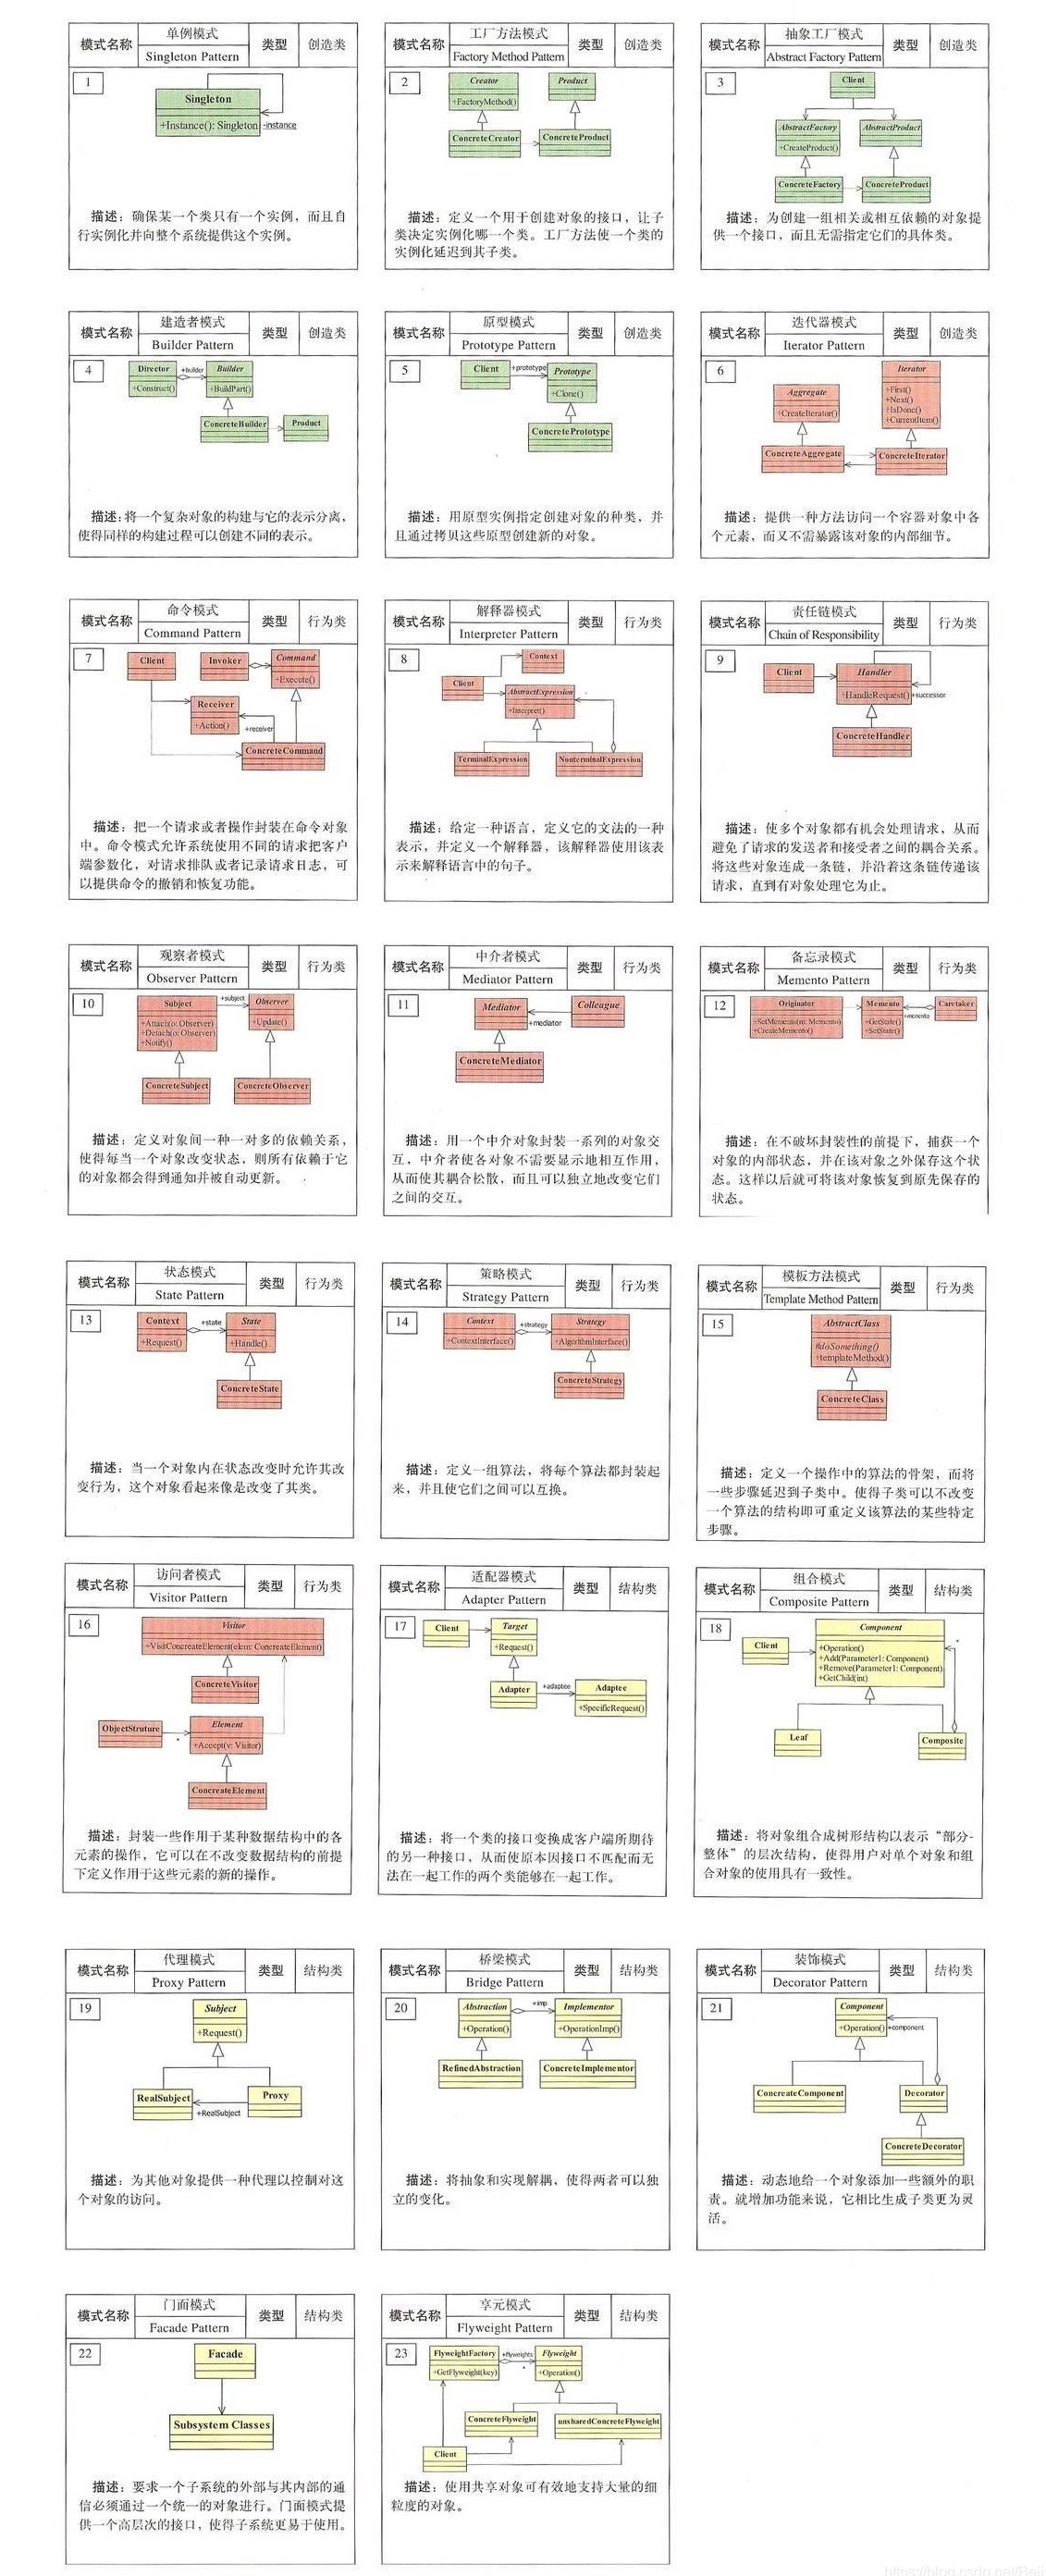 模式名称
单例模式
Singleton Pattern
类型
创造类
1
Singleton
+Instance(): Singleton
-instance
描述：确保某一个类只有一个实例，而且自
行实例化并向整个系统提供这个实例。
模式名称
工厂方法模式
Factory Method Pattern
类型
创造类
2
Creator
+FactoryMethod()
Product
ConcreteCreator
ConcreteProduct
描述：定义一个用于创建对象的接口，让子
类决定实例化哪一个类。工厂方法使一个类的
实例化延迟到其子类。
模式名称
抽象工厂模式
Abstract Factory Pattern
类型
创造类
3
Client
AbstractFactory
+CreateProduct()
AbstractProduct
ConcreteFactory
ConcreteProduct
描述：为创建一组相关或相互依赖的对象提
供一个接口，而且无需指定它们的具体类。
模式名称
建造者模式
Builder Pattern
类型
创造类
4
Director
+Construct()
+builder
Builder
+BuildPart()
ConcreteBuilder
Product
描述：将一个复杂对象的构建与它的表示分离，
使得同样的构建过程可以创建不同的表示。
模式名称
原型模式
Prototype Pattern
类型
创造类
5
Client
+prototype
Prototype
+Clone()
ConcretePrototype
描述：用原型实例指定创建对象的种类，并
且通过拷贝这些原型创建新的对象。
模式名称
迭代器模式
Iterator Pattern
类型
创造类
6
Iterator
+First()
+Next()
+IsDone()
+CurrentItem()
Aggregate
+CreateIterator()
ConcreteAggregate
ConcreteIterator
描述：提供一种方法访问一个容器对象中各
个元素，而又不需暴露该对象的内部细节。
模式名称
命令模式
Command Pattern
类型
行为类
7
Client
Invoker
Command
+Execute()
Receiver
+Action()
+receiver
ConcreteCommand
描述：把一个请求或者操作封装在命令对象
中。命令模式允许系统使用不同的请求把客户
端参数化，对请求排队或者记录请求日志，可
以提供命令的撤销和恢复功能。
模式名称
解释器模式
Interpreter Pattern
类型
行为类
8
Context
Client
AbstractExpression
+Interpret()
TerminalExpression
NonterminalExpression
描述：给定一种语言，定义它的文法的一种
表示，并定义一个解释器，该解释器使用该表
示来解释语言中的句子。
模式名称
责任链模式
Chain of Responsibility
类型
行为类
9
Client
Handler
+HandleRequest()
+successor
ConcreteHandler
描述：使多个对象都有机会处理请求，从而
避免了请求的发送者和接受者之间的耦合关系。
将这些对象连成一条链，并沿着这条链传递该
请求，直到有对象处理它为止。
模式名称
观察者模式
Observer Pattern
类型
行为类
10
Subject
+Attach(o: Observer)
+Detach(o: Observer)
+Notify()
+subject
Observer
+Update()
ConcreteSubject
ConcreteObserver
描述：定义对象间一种一对多的依赖关系，
使得每当一个对象改变状态，则所有依赖于它
的对象都会得到通知并被自动更新。
模式名称
中介者模式
Mediator Pattern
类型
行为类
11
Mediator
Colleague
+mediator
ConcreteMediator
描述：用一个中介对象封装一系列的对象交
互，中介者使各对象不需要显示地相互作用，
从而使其耦合松散，而且可以独立地改变它们
之间的交互。
模式名称
备忘录模式
Memento Pattern
类型
行为类
12
Originator
+SetMemento(m: Memento)
+CreateMemento()
Memento
+GetState()
+SetState()
+memento
Caretaker
描述：在不破坏封装性的前提下，捕获一个
对象的内部状态，并在该对象之外保存这个状
态。这样以后就可将该对象恢复到原先保存的
状态。
模式名称
状态模式
State Pattern
类型
行为类
13
Context
+Request()
+state
State
+Handle()
ConcreteState
描述：当一个对象内在状态改变时允许其改
变行为，这个对象看起来像是改变了其类。
模式名称
策略模式
Strategy Pattern
类型
行为类
14
Context
+ContextInterface()
+strategy
Strategy
+AlgorithmInterface()
ConcreteStrategy
描述：定义一组算法，将每个算法都封装起
来，并且使它们之间可以互换。
模式名称
模板方法模式
Template Method Pattern
类型
行为类
15
AbstractClass
#doSomething()
+templateMethod()
ConcreteClass
描述：定义一个操作中的算法的骨架，而将
一些步骤延迟到子类中。使得子类可以不改变
一个算法的结构即可重定义该算法的某些特定
步骤。
模式名称
访问者模式
Visitor Pattern
类型
行为类
16
Visitor
+VisitConcreateElement(elem: ConcreateElement)
ConcreteVisitor
ObjectStruture
*
Element
+Accept(v: Visitor)
ConcreateElement
描述：封装一些作用于某种数据结构中的各
元素的操作，它可以在不改变数据结构的前提
下定义作用于这些元素的新的操作。
模式名称
适配器模式
Adapter Pattern
类型
结构类
17
Client
Target
+Request()
Adapter
+adaptee
Adaptee
+SpecificRequest()
描述：将一个类的接口变换成客户端所期待
的另一种接口，从而使原本因接口不匹配而无
法在一起工作的两个类能够在一起工作。
模式名称
组合模式
Composite Pattern
类型
结构类
18
Client
Component
+Operation()
+Add(Parameter1: Component)
+Remove(Parameter1: Component)
+GetChild(int)
*
Leaf
Composite
描述：将对象组合成树形结构以表示“部分-
整体”的层次结构，使得用户对单个对象和组
合对象的使用具有一致性。
模式名称
代理模式
Proxy Pattern
类型
结构类
19
Subject
+Request()
RealSubject
Proxy
+RealSubject
描述：为其他对象提供一种代理以控制对这
个对象的访问。
模式名称
桥梁模式
Bridge Pattern
类型
结构类
20
Abstraction
+Operation()
+imp
Implementor
+OperationImp()
RefinedAbstraction
ConcreteImplementor
描述：将抽象和实现解耦，使得两者可以独
立的变化。
模式名称
装饰模式
Decorator Pattern
类型
结构类
21
Component
+Operation()
+component
ConcreateComponent
Decorator
ConcreteDecorator
描述：动态地给一个对象添加一些额外的职
责。就增加功能来说，它相比生成子类更为灵
活。
模式名称
门面模式
Facade Pattern
类型
结构类
22
Facade
Subsystem Classes
描述：要求一个子系统的外部与其内部的通
信必须通过一个统一的对象进行。门面模式提
供一个高层次的接口，使得子系统更易于使用。
模式名称
享元模式
Flyweight Pattern
类型
结构类
23
FlyweightFactory
+GetFlyweight(key)
+flyweights
*
Flyweight
+Operation()
ConcreteFlyweight
unsharedConcreteFlyweight
Client
描述：使用共享对象可有效地支持大量的细
粒度的对象。